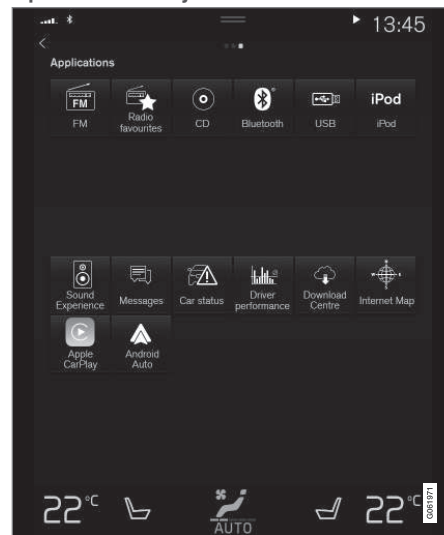 13:45
Applications
FM
iPod
FM
Radio
favourites
CD
Bluetooth
USB
iPod
Sound
Experience
Messages
Car status
Driver
performance
Download
Centre
Internet Map
Apple
CarPlay
Android
Auto
22°C
AUTO
22°C
G061971